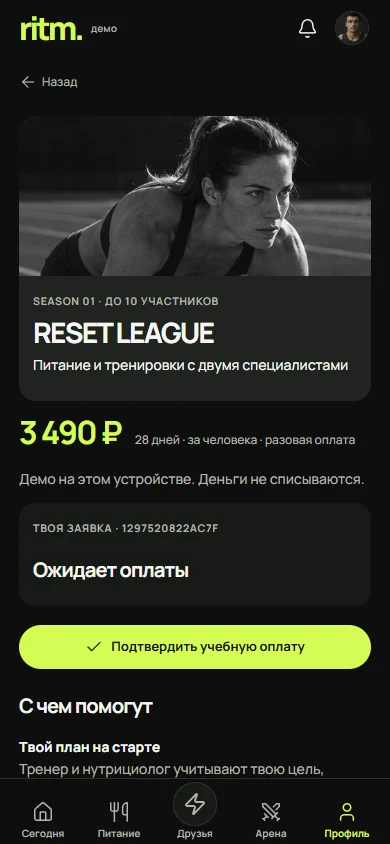 ritm. демо
Назад
SEASON 01 · ДО 10 УЧАСТНИКОВ
RESET LEAGUE
Питание и тренировки с двумя специалистами
3 490 ₽ 28 дней · за человека · разовая оплата
Демо на этом устройстве. Деньги не списываются.
ТВОЯ ЗАЯВКА · 1297520822AC7F
Ожидает оплаты
Подтвердить учебную оплату
С чем помогут
Твой план на старте
Тренер и нутрициолог учитывают твою цель,
Сегодня Питание Друзья Арена Профиль